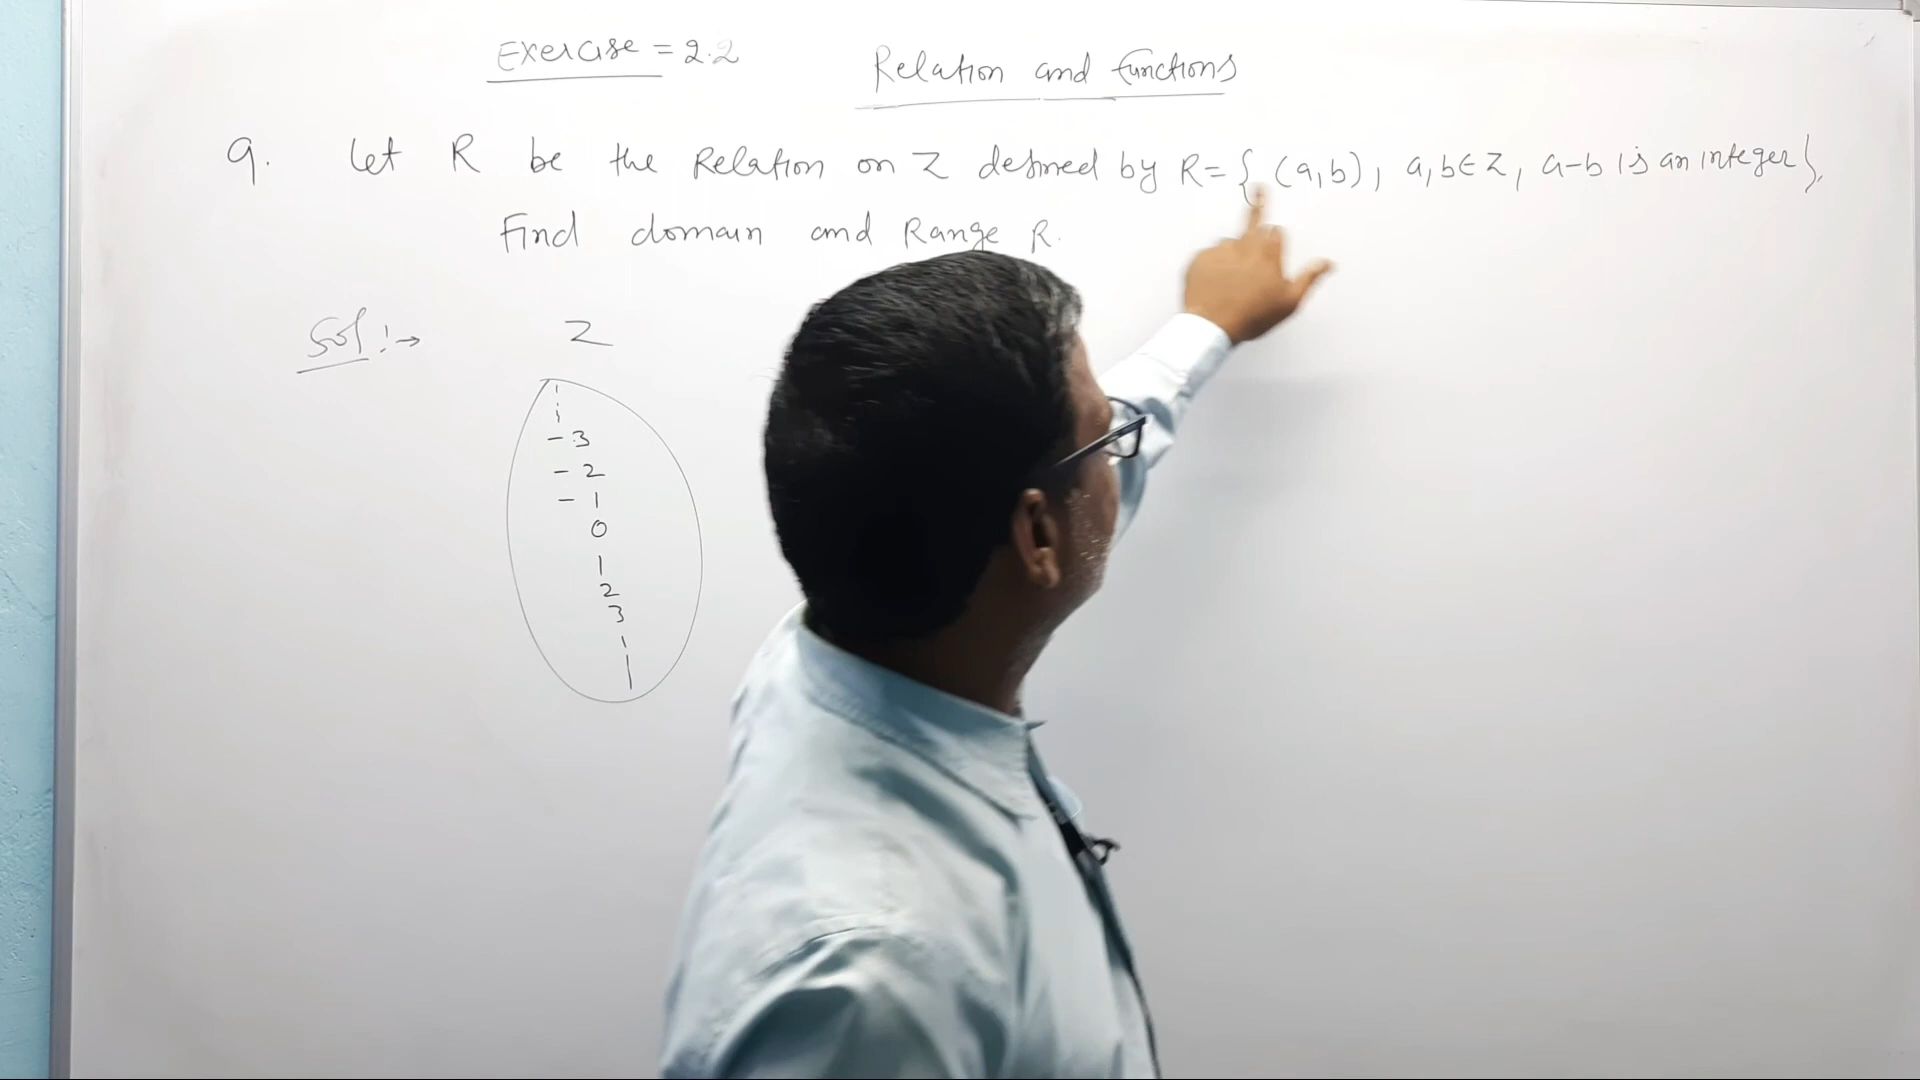 Exercise = 2.2
Relation and functions
9. Let R be the Relation on Z defined by R = { (a,b), a,b ∈ Z, a-b is an integer}.
Find domain and Range R.
Sol :→
Z
-3
-2
-1
0
1
2
3